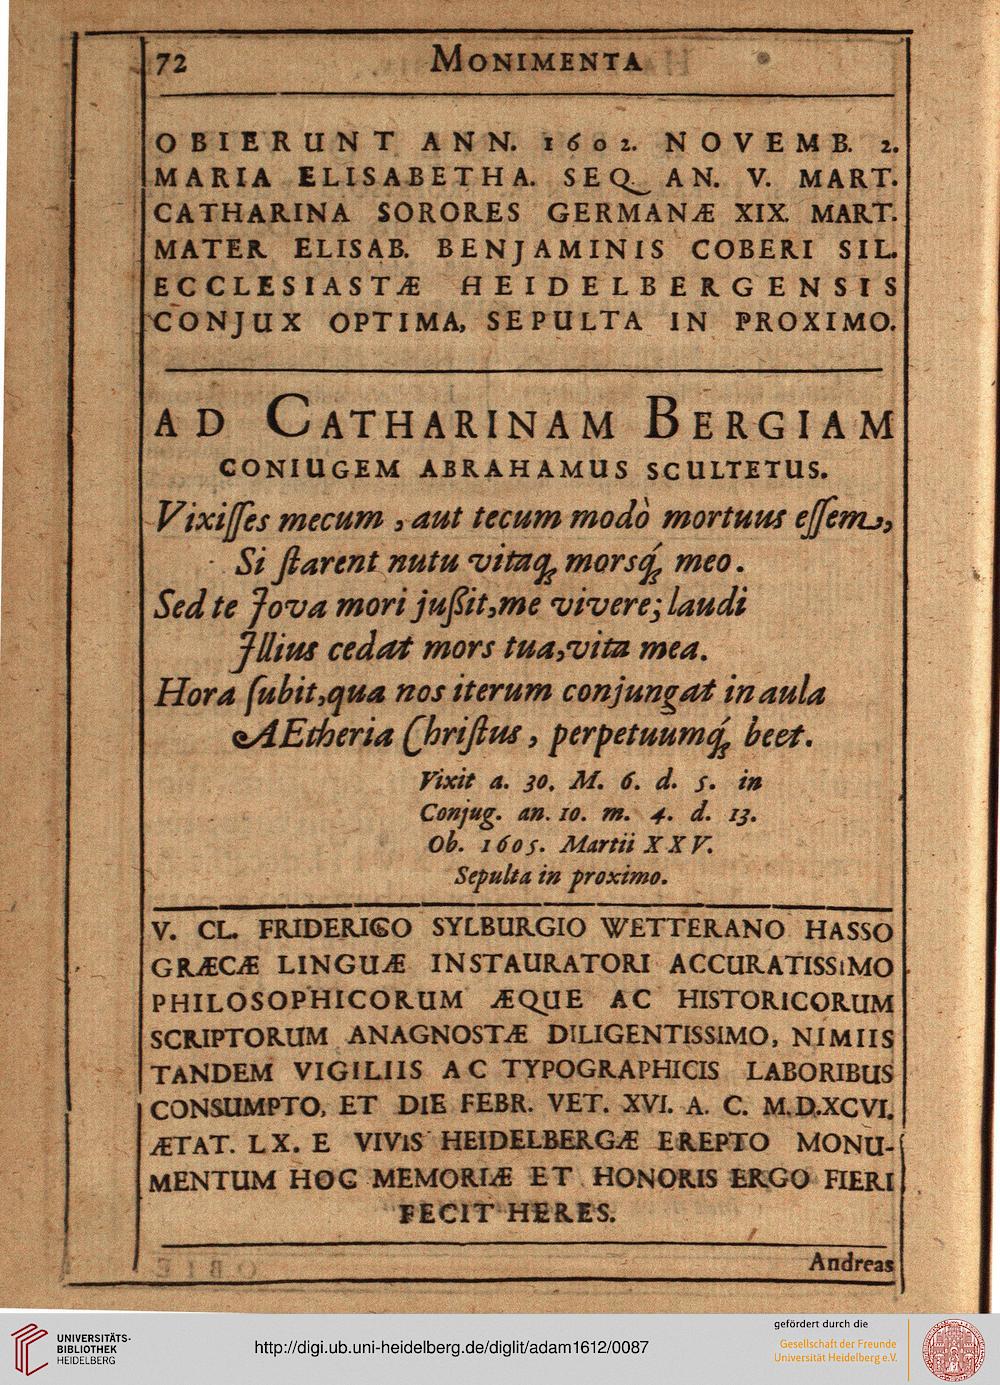 72 MONIMENTA
OBIERUNT ANN. 1602. NOVEMB. 2.
MARIA ELISABETHA. SEQ. AN. V. MART.
CATHARINA SORORES GERMANÆ XIX. MART.
MATER ELISAB. BENJAMINIS COBERI SIL.
ECCLESIASTÆ HEIDELBERGENSIS
CONJUX OPTIMA, SEPULTA IN PROXIMO.
AD CATHARINAM BERGIAM
CONIUGEM ABRAHAMUS SCULTETUS.
Vixiſſes mecum, aut tecum modò mortuus eſſem,
Si ſtarent nutu vitaq́; morsq́; meo.
Sed te Jova mori juſsit, me vivere; laudi
Illius cedat mors tua, vita mea.
Hora ſubit, qua nos iterum conjungat in aula
AEtheria Chriſtus, perpetuumq́; beet.
Vixit a. 30. M. 6. d. 5. in
Conjug. an. 10. m. 4. d. 13.
Ob. 1605. Martii XXV.
Sepulta in proximo.
V. CL. FRIDERICO SYLBURGIO WETTERANO HASSO
GRÆCÆ LINGUÆ INSTAURATORI ACCURATISSIMO
PHILOSOPHICORUM ÆQUE AC HISTORICORUM
SCRIPTORUM ANAGNOSTÆ DILIGENTISSIMO, NIMIIS
TANDEM VIGILIIS AC TYPOGRAPHICIS LABORIBUS
CONSUMPTO, ET DIE FEBR. VET. XVI. A. C. M.D.XCVI.
ÆTAT. LX. E VIVIS HEIDELBERGÆ EREPTO MONU-
MENTUM HOC MEMORIÆ ET HONORIS ERGO FIERI
FECIT HERES.
Andreas
UNIVERSITÄTS-
BIBLIOTHEK
HEIDELBERG
http://digi.ub.uni-heidelberg.de/diglit/adam1612/0087
gefördert durch die
Gesellschaft der Freunde
Universität Heidelberg e.V.